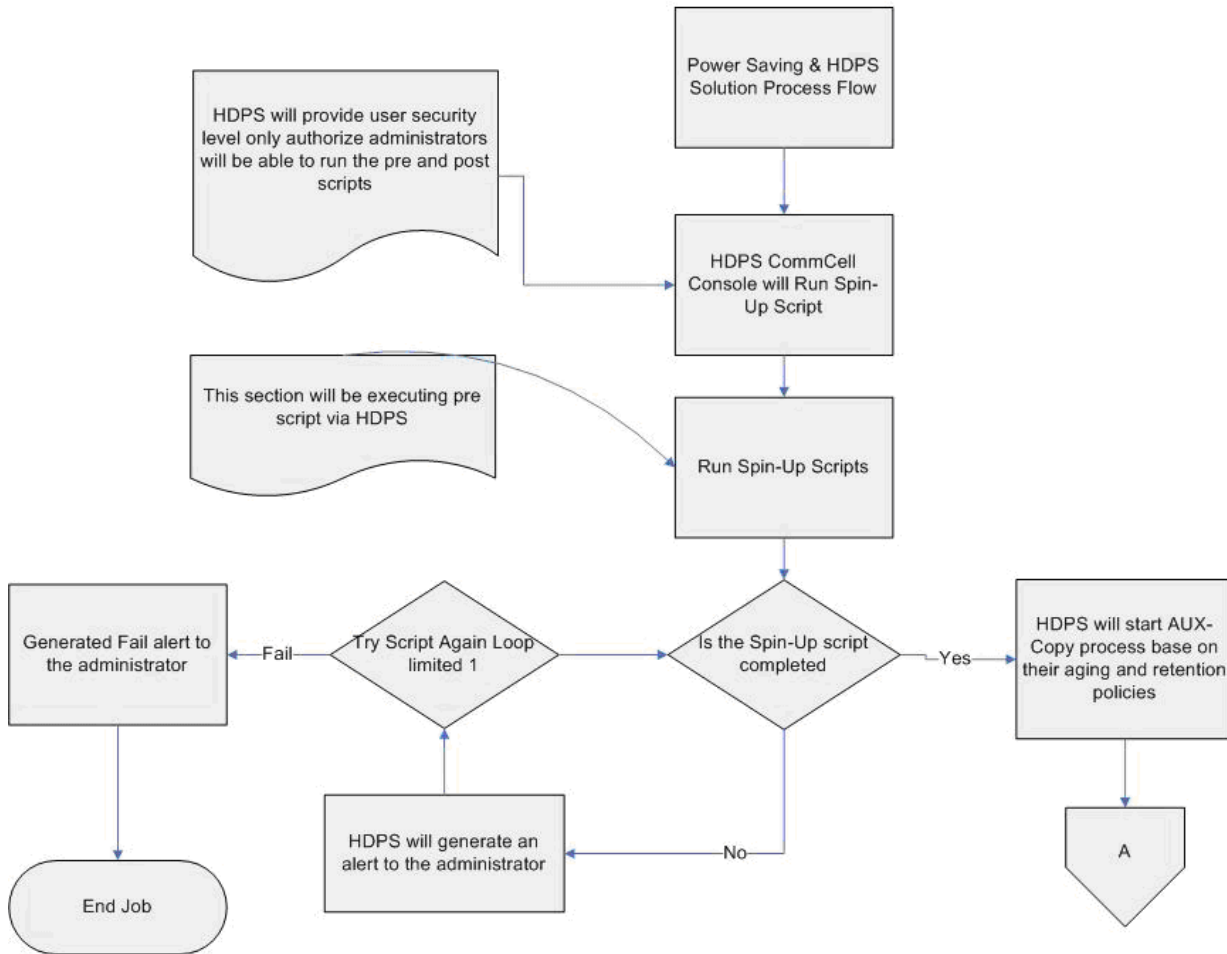 Power Saving & HDPS
Solution Process Flow
HDPS will provide user security
level only authorize administrators
will be able to run the pre and post
scripts
HDPS CommCell
Console will Run Spin-
Up Script
This section will be executing pre
script via HDPS
Run Spin-Up Scripts
Generated Fail alert to
the administrator
Fail
Try Script Again Loop
limited 1
Is the Spin-Up script
completed
Yes
HDPS will start AUX-
Copy process base on
their aging and retention
policies
HDPS will generate an
alert to the administrator
No
A
End Job